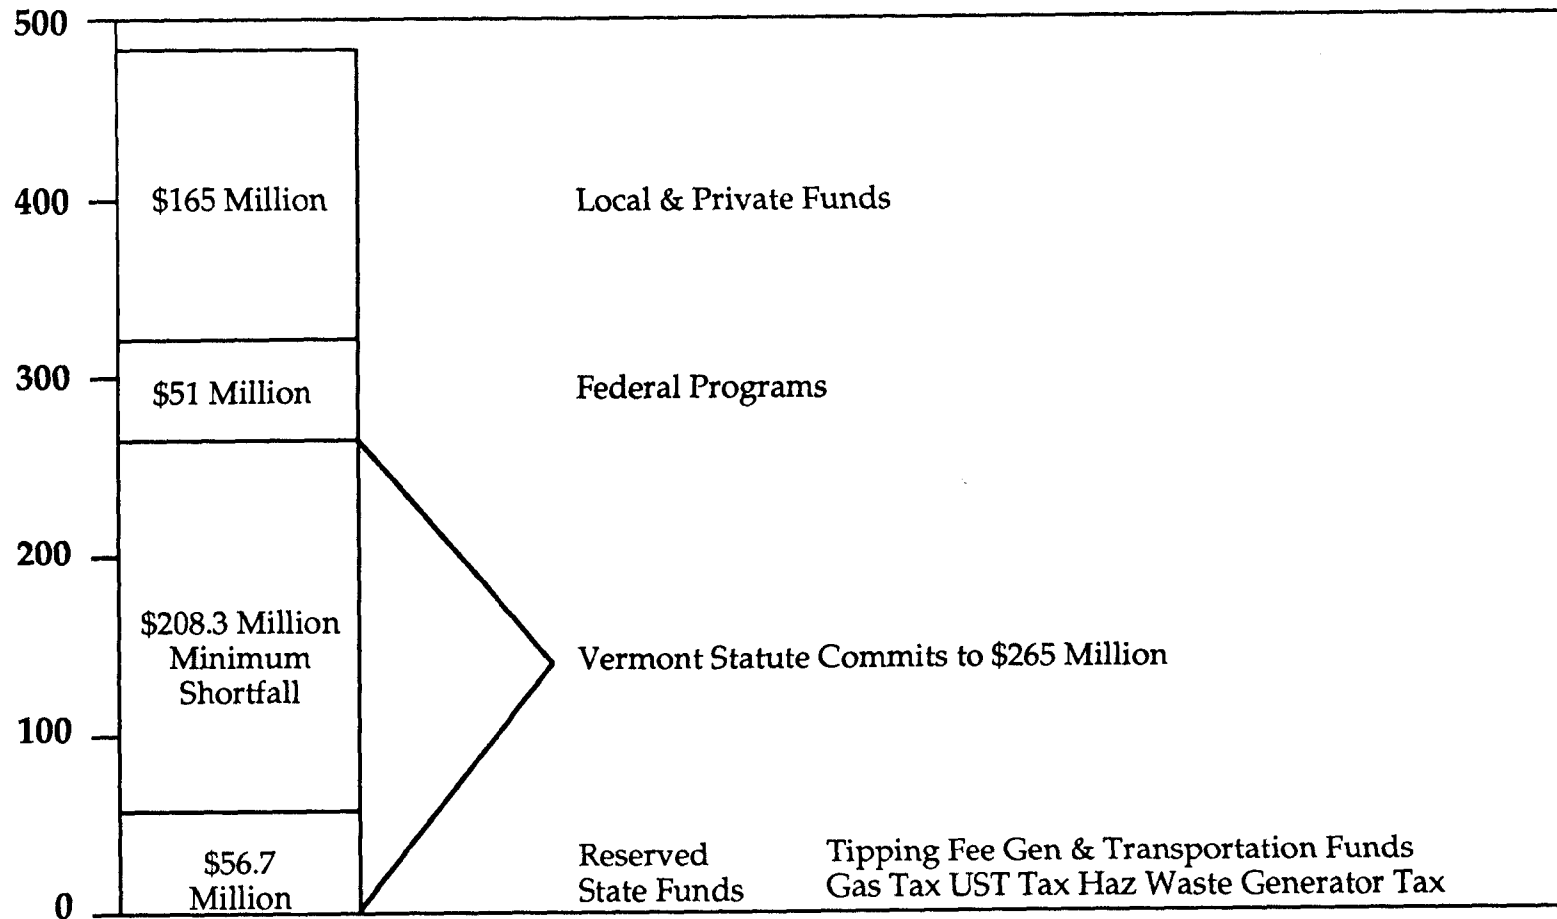 500
400
$165 Million
Local & Private Funds
300
$51 Million
Federal Programs
200
$208.3 Million
Minimum
Shortfall
Vermont Statute Commits to $265 Million
100
0
$56.7
Million
Reserved
State Funds
Tipping Fee Gen & Transportation Funds
Gas Tax UST Tax Haz Waste Generator Tax